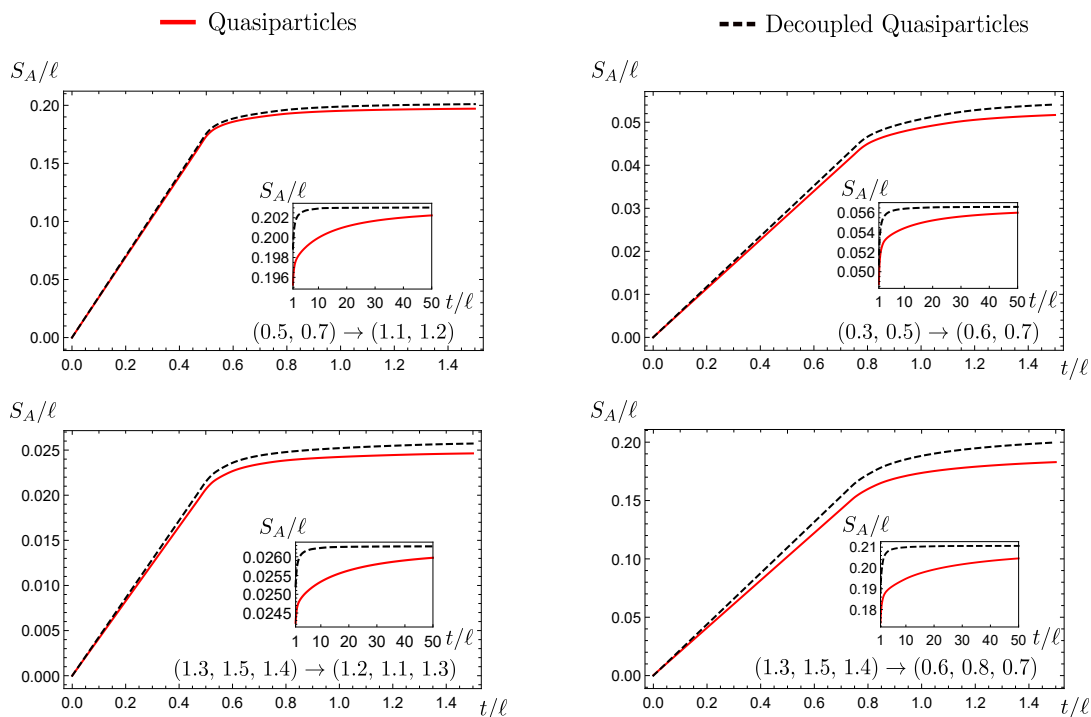 Quasiparticles
Decoupled Quasiparticles
S_A/ℓ
0.20
0.15
0.10
0.05
0.00
0.0 0.2 0.4 0.6 0.8 1.0 1.2 1.4
t/ℓ
S_A/ℓ
0.202
0.200
0.198
0.196
1 10 20 30 40 50 t/ℓ
(0.5, 0.7) → (1.1, 1.2)
S_A/ℓ
0.05
0.04
0.03
0.02
0.01
0.00
0.0 0.2 0.4 0.6 0.8 1.0 1.2 1.4
t/ℓ
S_A/ℓ
0.056
0.054
0.052
0.050
1 10 20 30 40 50 t/ℓ
(0.3, 0.5) → (0.6, 0.7)
S_A/ℓ
0.025
0.020
0.015
0.010
0.005
0.000
0.0 0.2 0.4 0.6 0.8 1.0 1.2 1.4 t/ℓ
S_A/ℓ
0.0260
0.0255
0.0250
0.0245
1 10 20 30 40 50 t/ℓ
(1.3, 1.5, 1.4) → (1.2, 1.1, 1.3)
S_A/ℓ
0.20
0.15
0.10
0.05
0.00
0.0 0.2 0.4 0.6 0.8 1.0 1.2 1.4 t/ℓ
S_A/ℓ
0.21
0.20
0.19
0.18
1 10 20 30 40 50 t/ℓ
(1.3, 1.5, 1.4) → (0.6, 0.8, 0.7)